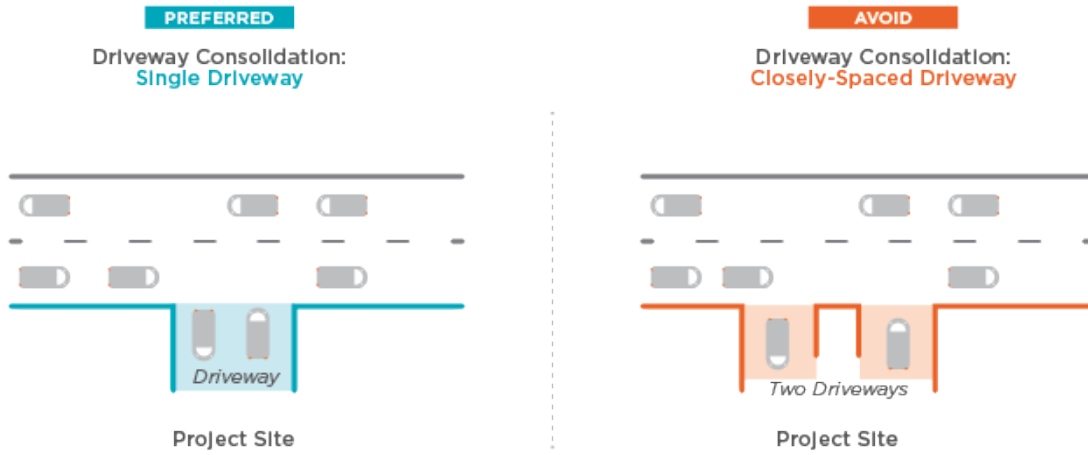 PREFERRED
Driveway Consolidation:
Single Driveway
Driveway
Project Site
AVOID
Driveway Consolidation:
Closely-Spaced Driveway
Two Driveways
Project Site